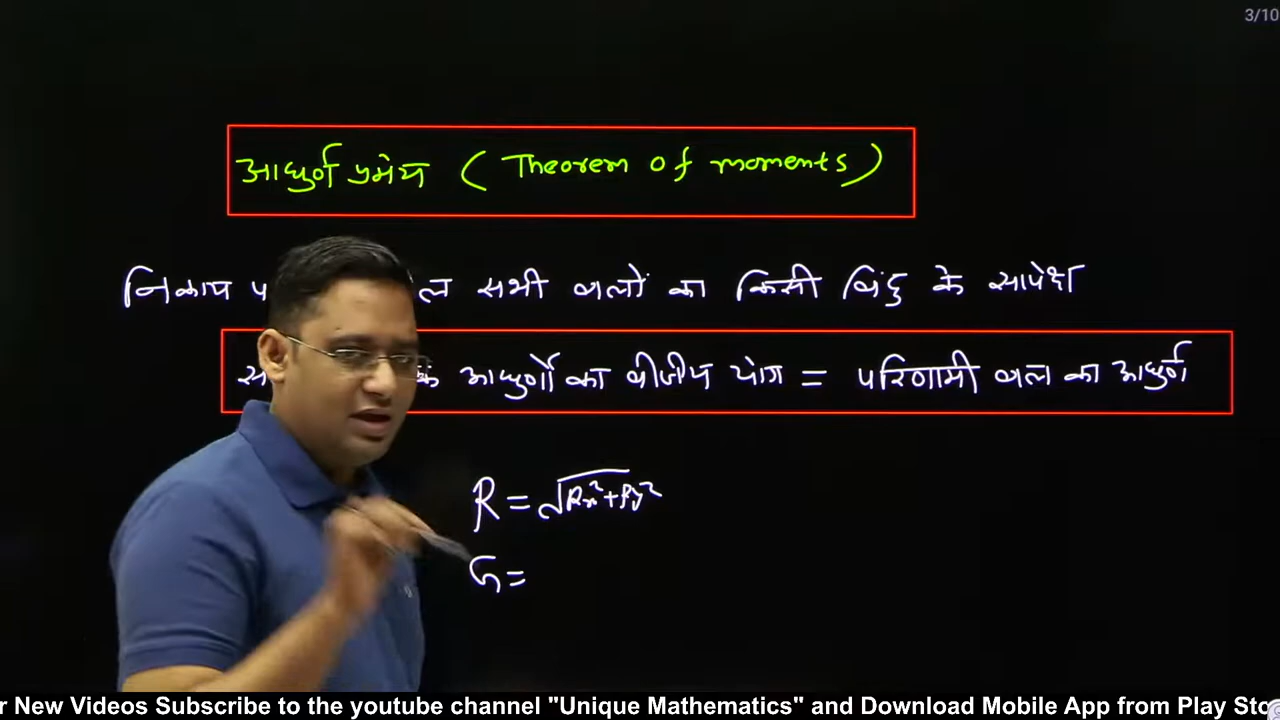 3/10
आघूर्ण प्रमेय ( Theorem of moments )
निकाय सभी बलों का किसी बिंदु के सापेक्ष
आघूर्णों का बीजीय योग = परिणामी बल का आघूर्ण
R = √Rx²+Ry²
G =
r New Videos Subscribe to the youtube channel "Unique Mathematics" and Download Mobile App from Play Sto